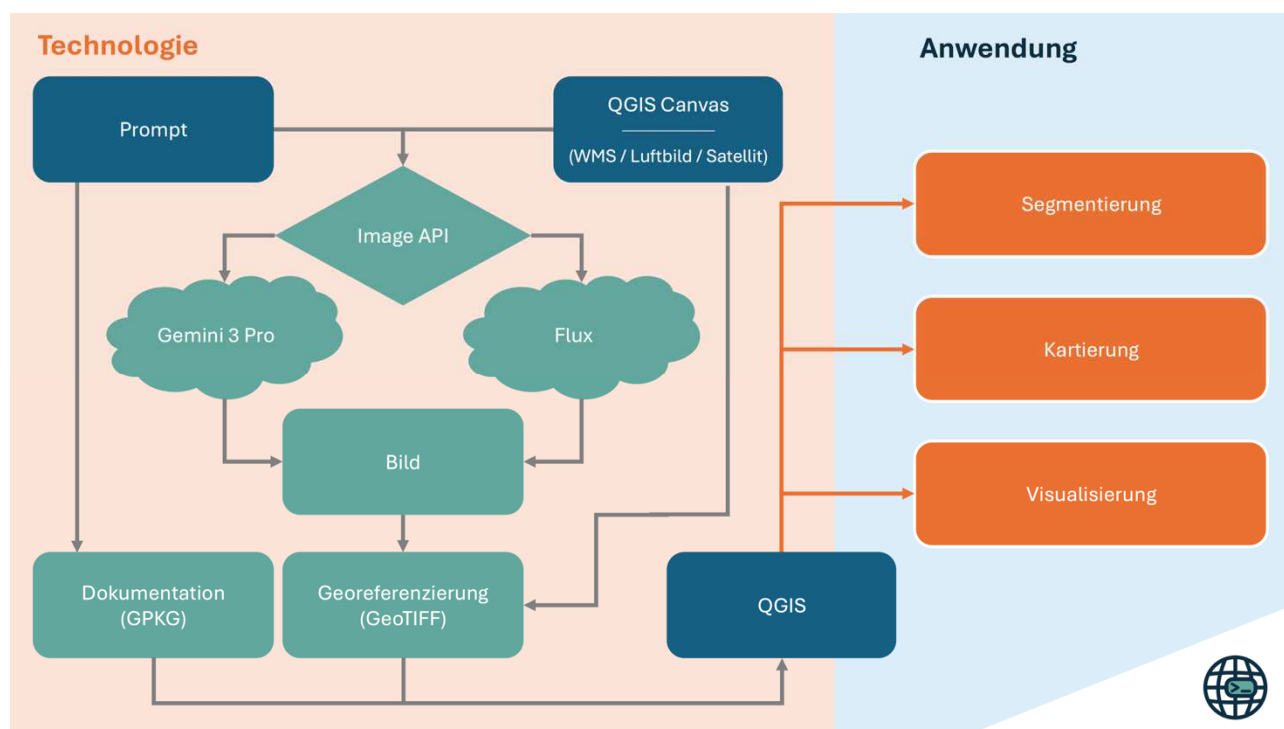 Technologie
Anwendung
Prompt
QGIS Canvas
(WMS / Luftbild / Satellit)
Image API
Segmentierung
Gemini 3 Pro
Flux
Kartierung
Bild
Visualisierung
Dokumentation
(GPKG)
Georeferenzierung
(GeoTIFF)
QGIS
>_